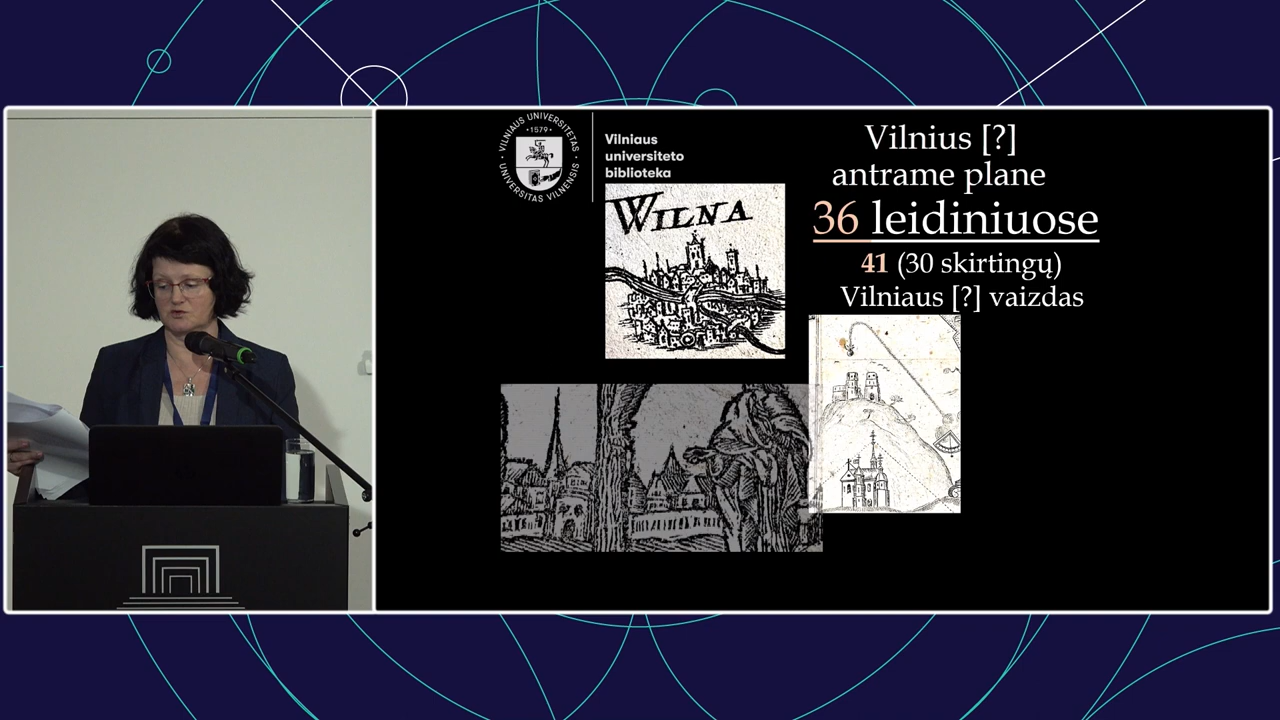 VILNIAUS UNIVERSITETAS
·1579·
UNIVERSITAS VILNENSIS
Vilniaus
universiteto
biblioteka
WILNA
Vilnius [?]
antrame plane
36 leidiniuose
41 (30 skirtingų)
Vilniaus [?] vaizdas